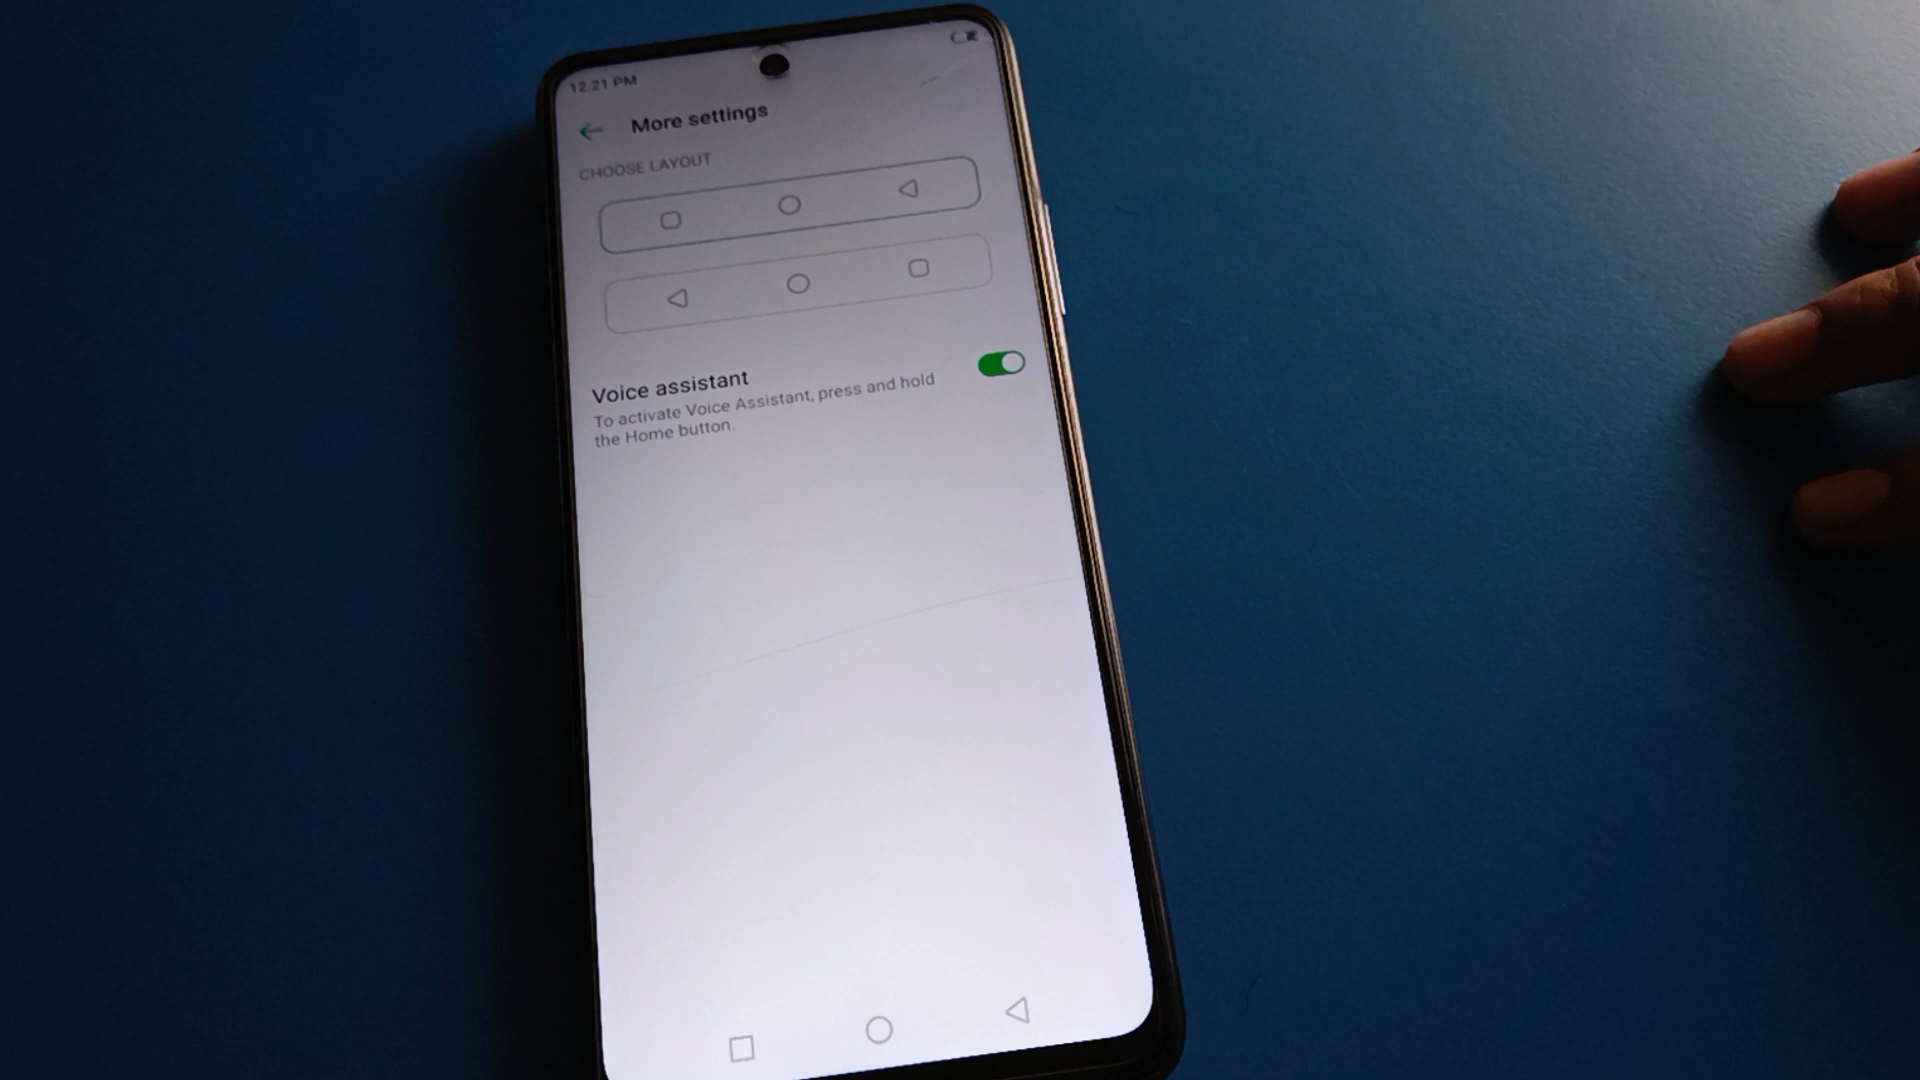 12:21 PM
More settings
CHOOSE LAYOUT
Voice assistant
To activate Voice Assistant, press and hold
the Home button.